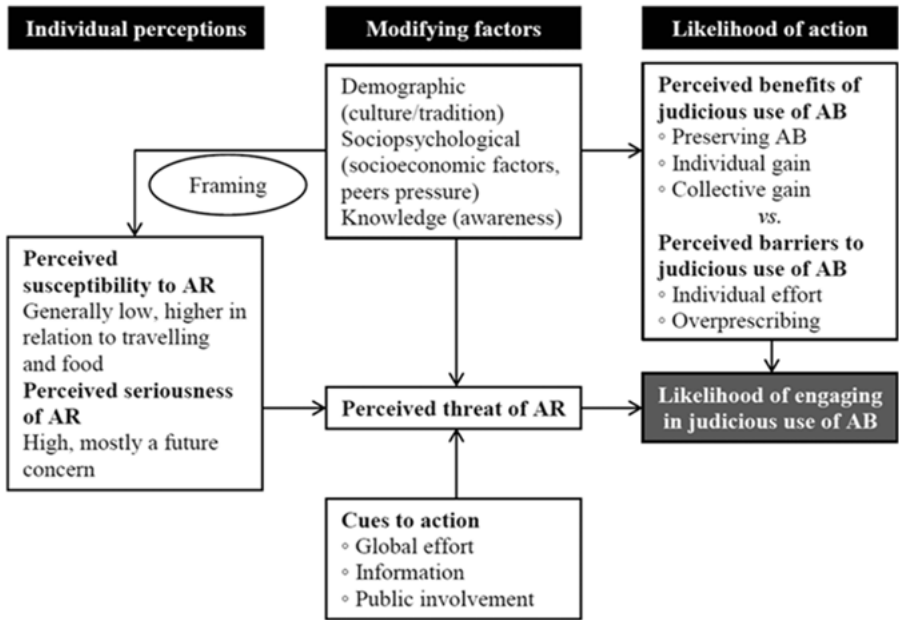 Individual perceptions
Modifying factors
Likelihood of action
Demographic
(culture/tradition)
Sociopsychological
(socioeconomic factors,
peers pressure)
Knowledge (awareness)
Perceived benefits of
judicious use of AB
◦ Preserving AB
◦ Individual gain
◦ Collective gain
vs.
Perceived barriers to
judicious use of AB
◦ Individual effort
◦ Overprescribing
Framing
Perceived
susceptibility to AR
Generally low, higher in
relation to travelling
and food
Perceived seriousness
of AR
High, mostly a future
concern
Perceived threat of AR
Likelihood of engaging
in judicious use of AB
Cues to action
◦ Global effort
◦ Information
◦ Public involvement